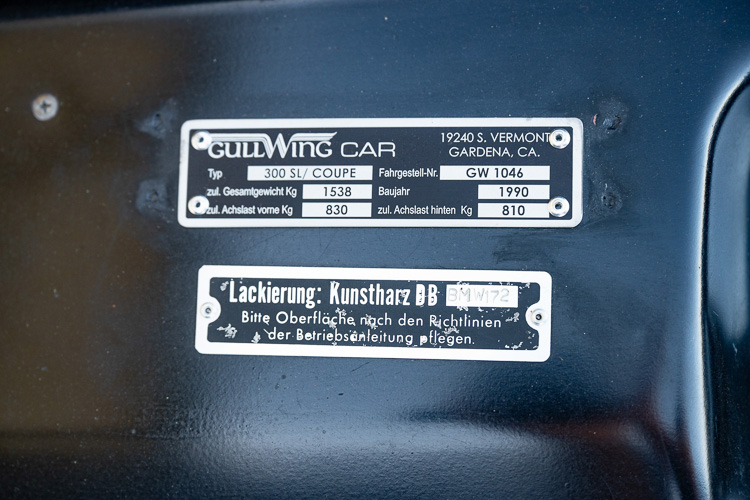 GULLWING CAR 19240 S. VERMONT
GARDENA, CA.
Typ 300 SL/ COUPE Fahrgestell-Nr. GW 1046
zul. Gesamtgewicht Kg 1538 Baujahr 1990
zul. Achslast vorne Kg 830 zul. Achslast hinten Kg 810
Lackierung: Kunstharz DB BMW172
Bitte Oberfläche nach den Richtlinien
der Betriebsanleitung pflegen.